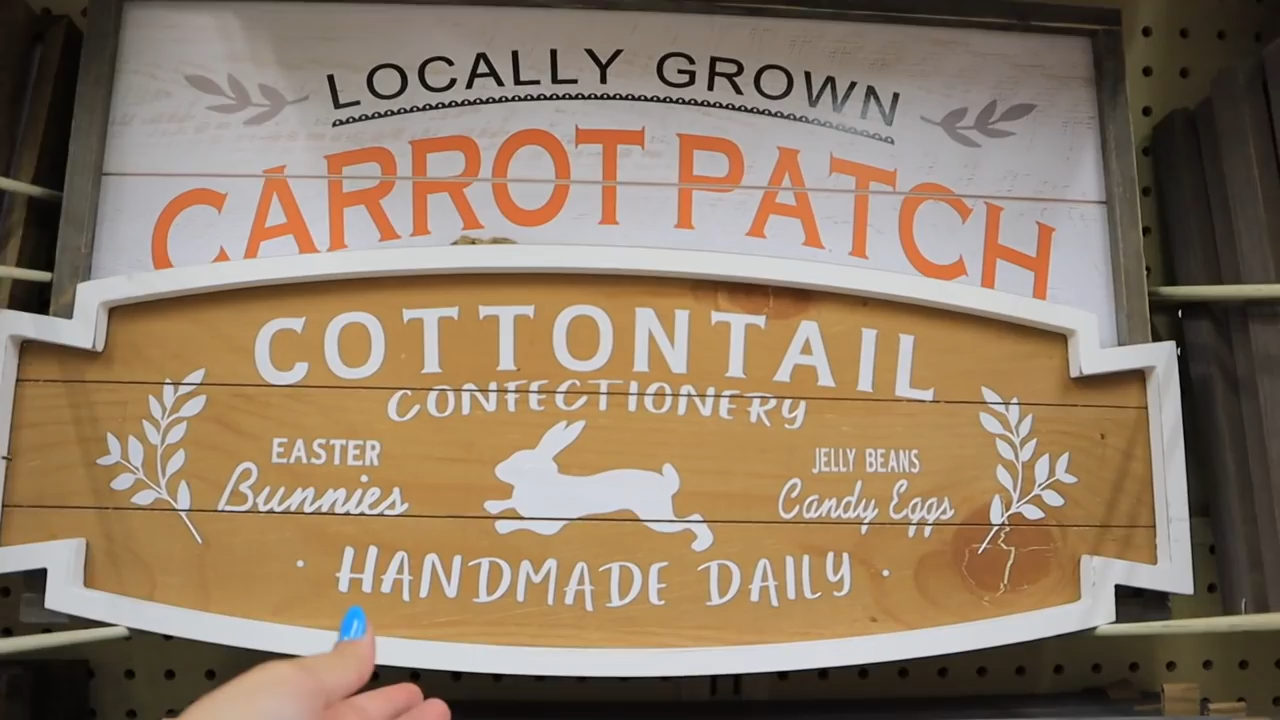 LOCALLY GROWN
CARROT PATCH
COTTONTAIL
CONFECTIONERY
EASTER
Bunnies
JELLY BEANS
Candy Eggs
· HANDMADE DAILY ·